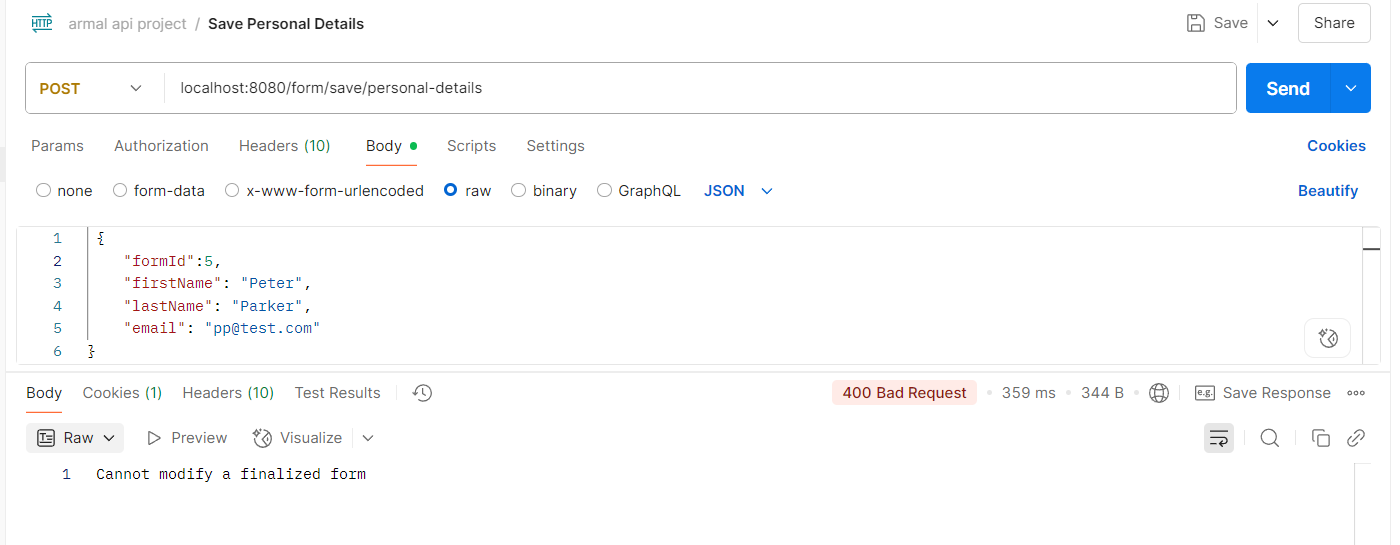 HTTP armal api project / Save Personal Details Save Share
POST localhost:8080/form/save/personal-details Send
Params Authorization Headers (10) Body Scripts Settings Cookies
none form-data x-www-form-urlencoded raw binary GraphQL JSON Beautify
1 {
2 "formId":5,
3 "firstName": "Peter",
4 "lastName": "Parker",
5 "email": "pp@test.com"
6 }
Body Cookies (1) Headers (10) Test Results 400 Bad Request • 359 ms • 344 B • e.g. Save Response
Raw Preview Visualize
1 Cannot modify a finalized form